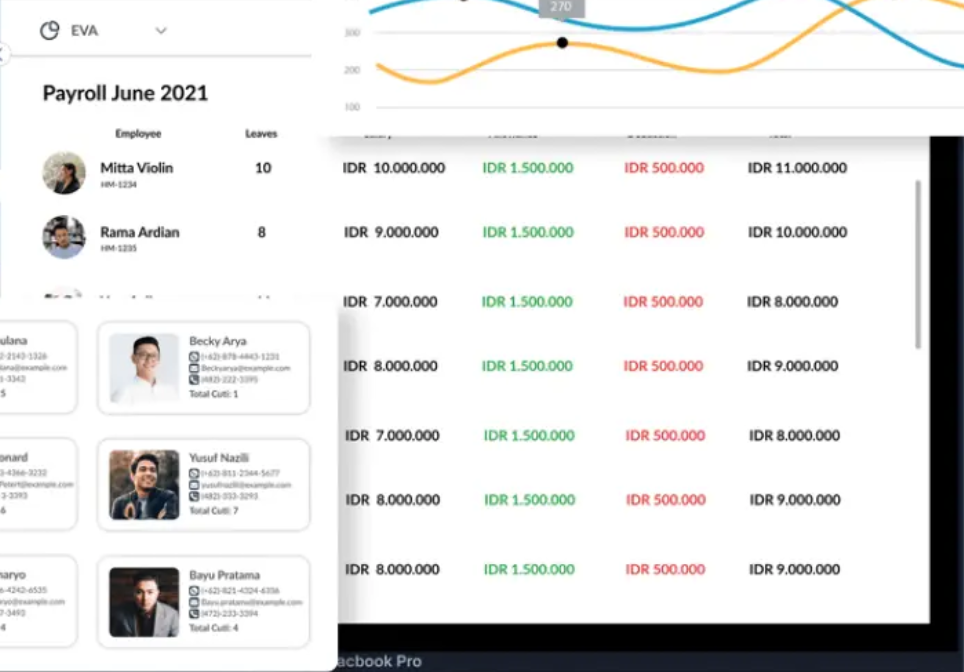 EVA
270
300
200
100
Payroll June 2021
Employee Leaves
Mitta Violin 10 IDR 10.000.000 IDR 1.500.000 IDR 500.000 IDR 11.000.000
HM-1234
Rama Ardian 8 IDR 9.000.000 IDR 1.500.000 IDR 500.000 IDR 10.000.000
HM-1235
IDR 7.000.000 IDR 1.500.000 IDR 500.000 IDR 8.000.000
IDR 8.000.000 IDR 1.500.000 IDR 500.000 IDR 9.000.000
IDR 7.000.000 IDR 1.500.000 IDR 500.000 IDR 8.000.000
IDR 8.000.000 IDR 1.500.000 IDR 500.000 IDR 9.000.000
IDR 8.000.000 IDR 1.500.000 IDR 500.000 IDR 9.000.000
ulana
2-2143-1326
lana@example.com
1-3343
5
Becky Arya
(+62)-878-4443-1231
Beckyarya@example.com
(482)-222-3395
Total Cuti: 1
onard
3-4366-3232
Petert@example.com
3-3393
6
Yusuf Nazili
(+62)-811-2344-5677
yusufnazili@example.com
(482)-333-3293
Total Cuti: 7
naryo
6-4242-6535
ryo@example.com
7-3493
4
Bayu Pratama
(+62)-821-4324-6356
Bayu.pratama@example.com
(472)-233-3394
Total Cuti: 4
acbook Pro